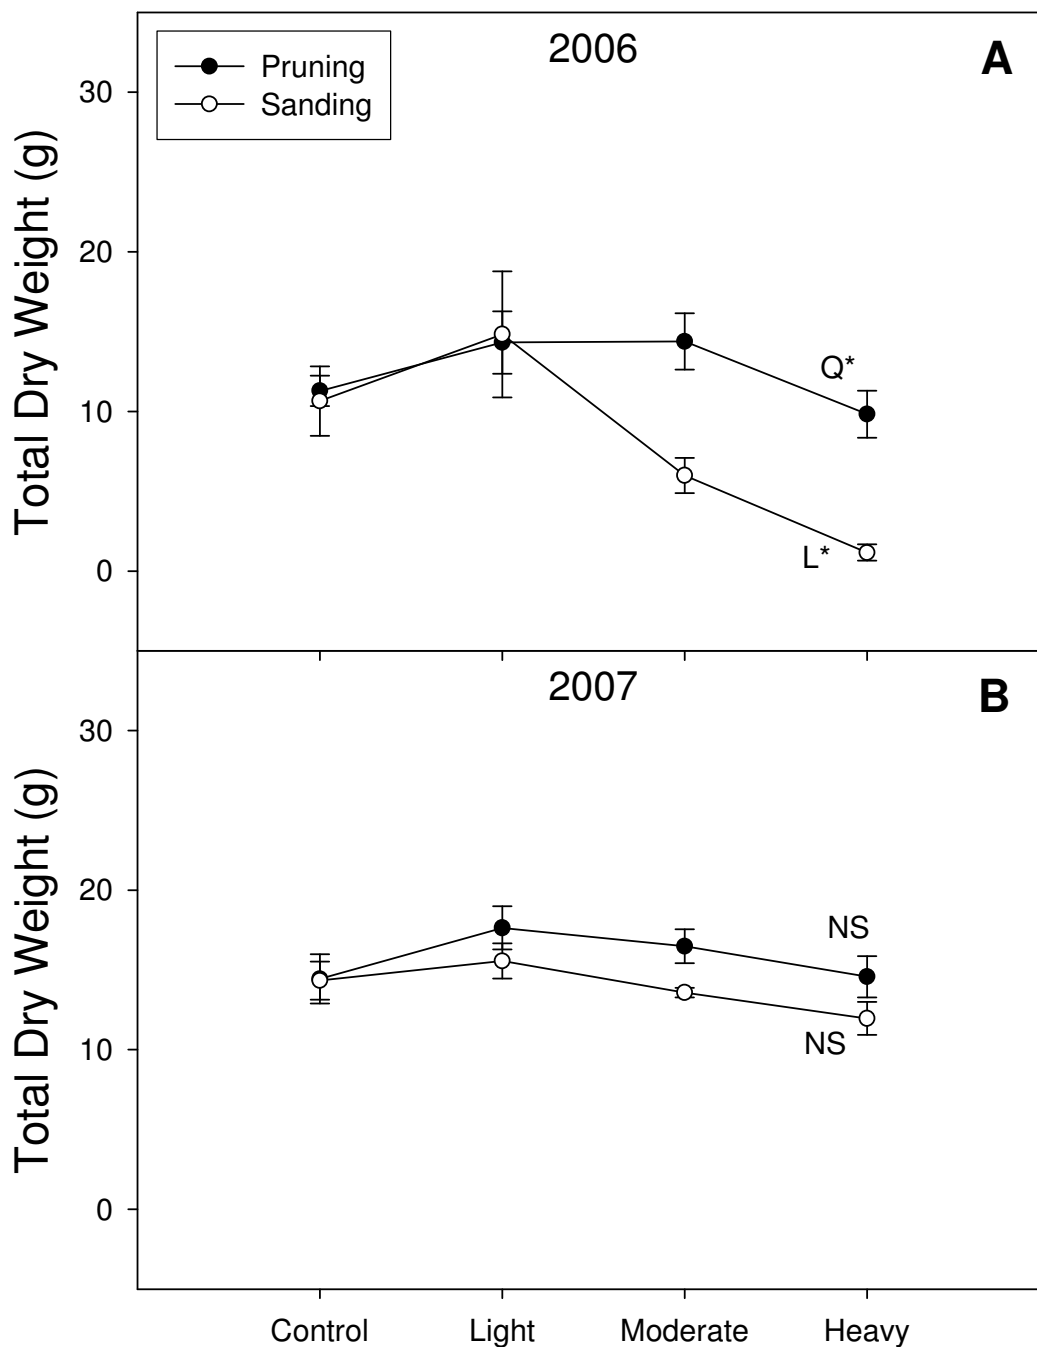 2006
A
Pruning
Sanding
30
20
10
0
Total Dry Weight (g)
Q*
L*
2007
B
30
20
10
0
Total Dry Weight (g)
NS
NS
Control Light Moderate Heavy